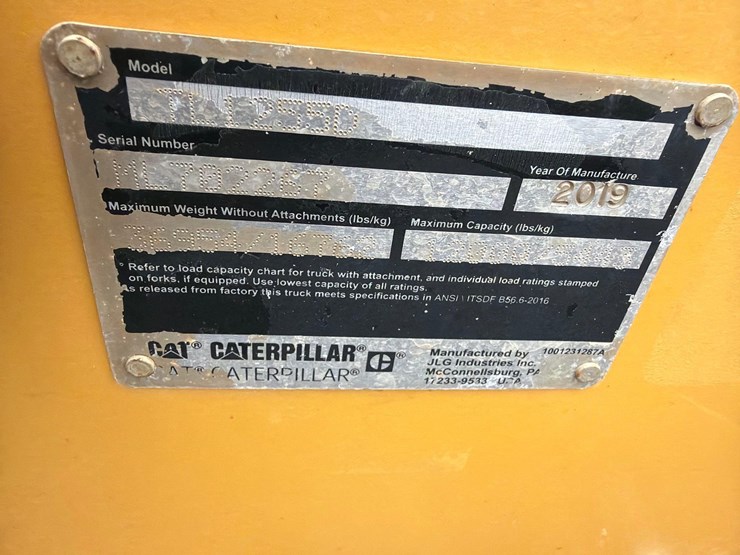 Model
TL1255D
Serial Number
Year Of Manufacture
2019
Maximum Weight Without Attachments (lbs/kg)
Maximum Capacity (lbs/kg)
* Refer to load capacity chart for truck with attachment, and individual load ratings stamped
on forks, if equipped. Use lowest capacity of all ratings.
As released from factory this truck meets specifications in ANSI \ ITSDF B56.6-2016
CAT® CATERPILLAR® C®
CAT® CATERPILLAR®
Manufactured by 1001231287A
JLG Industries Inc.
McConnellsburg, PA
17233-9533 USA